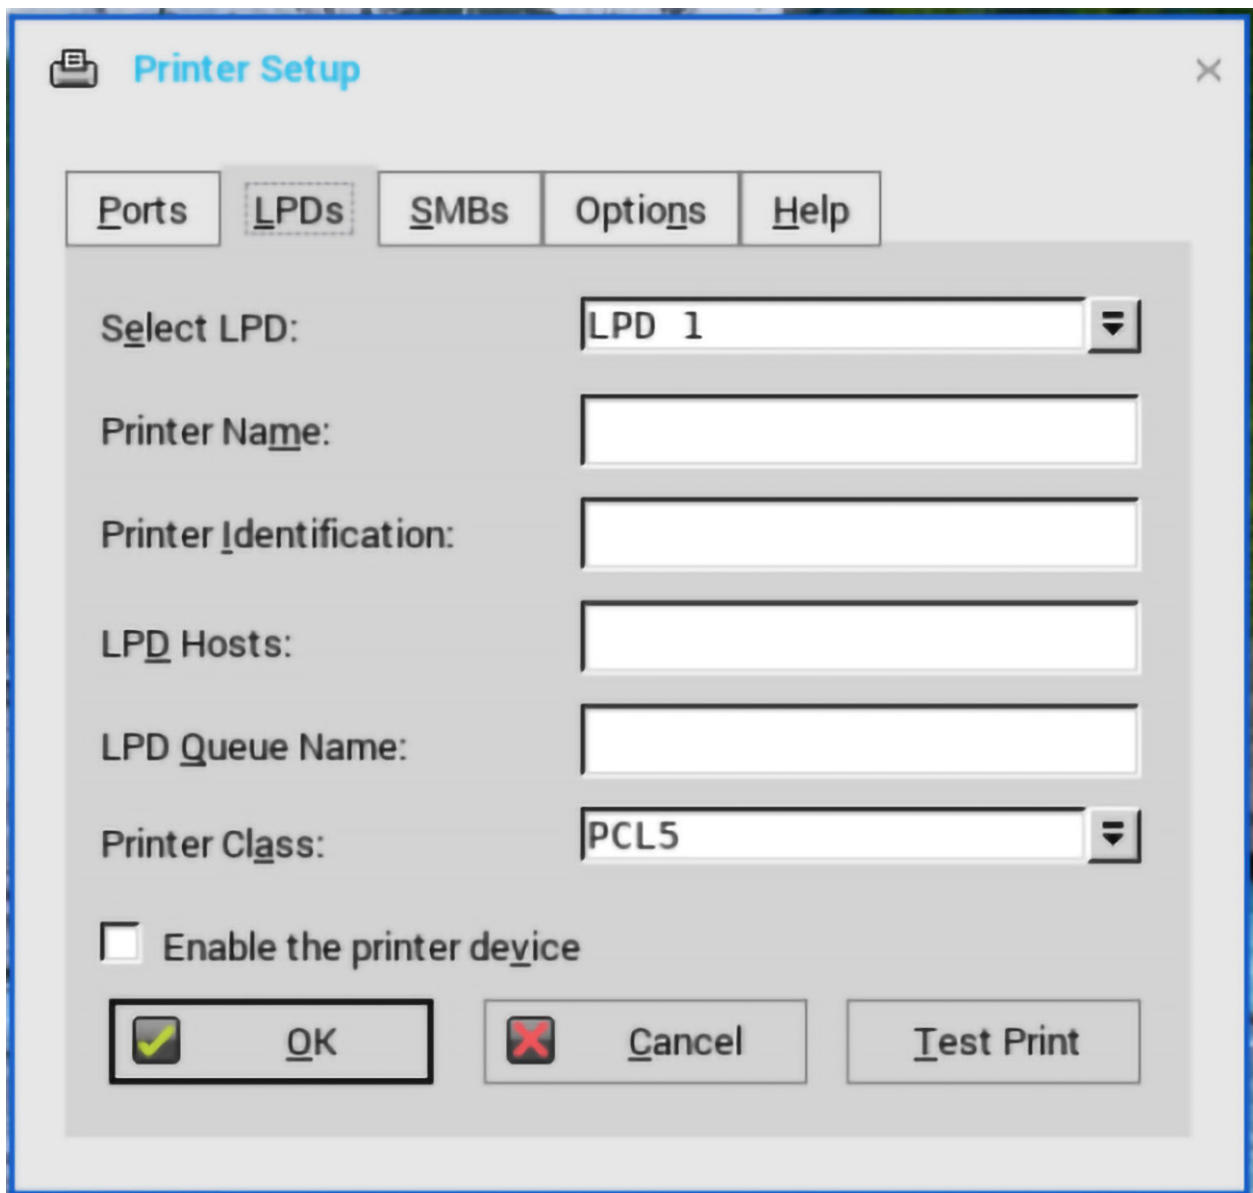 Printer Setup
Ports LPDs SMBs Options Help
Select LPD: LPD 1
Printer Name:
Printer Identification:
LPD Hosts:
LPD Queue Name:
Printer Class: PCL5
Enable the printer device
OK Cancel Test Print